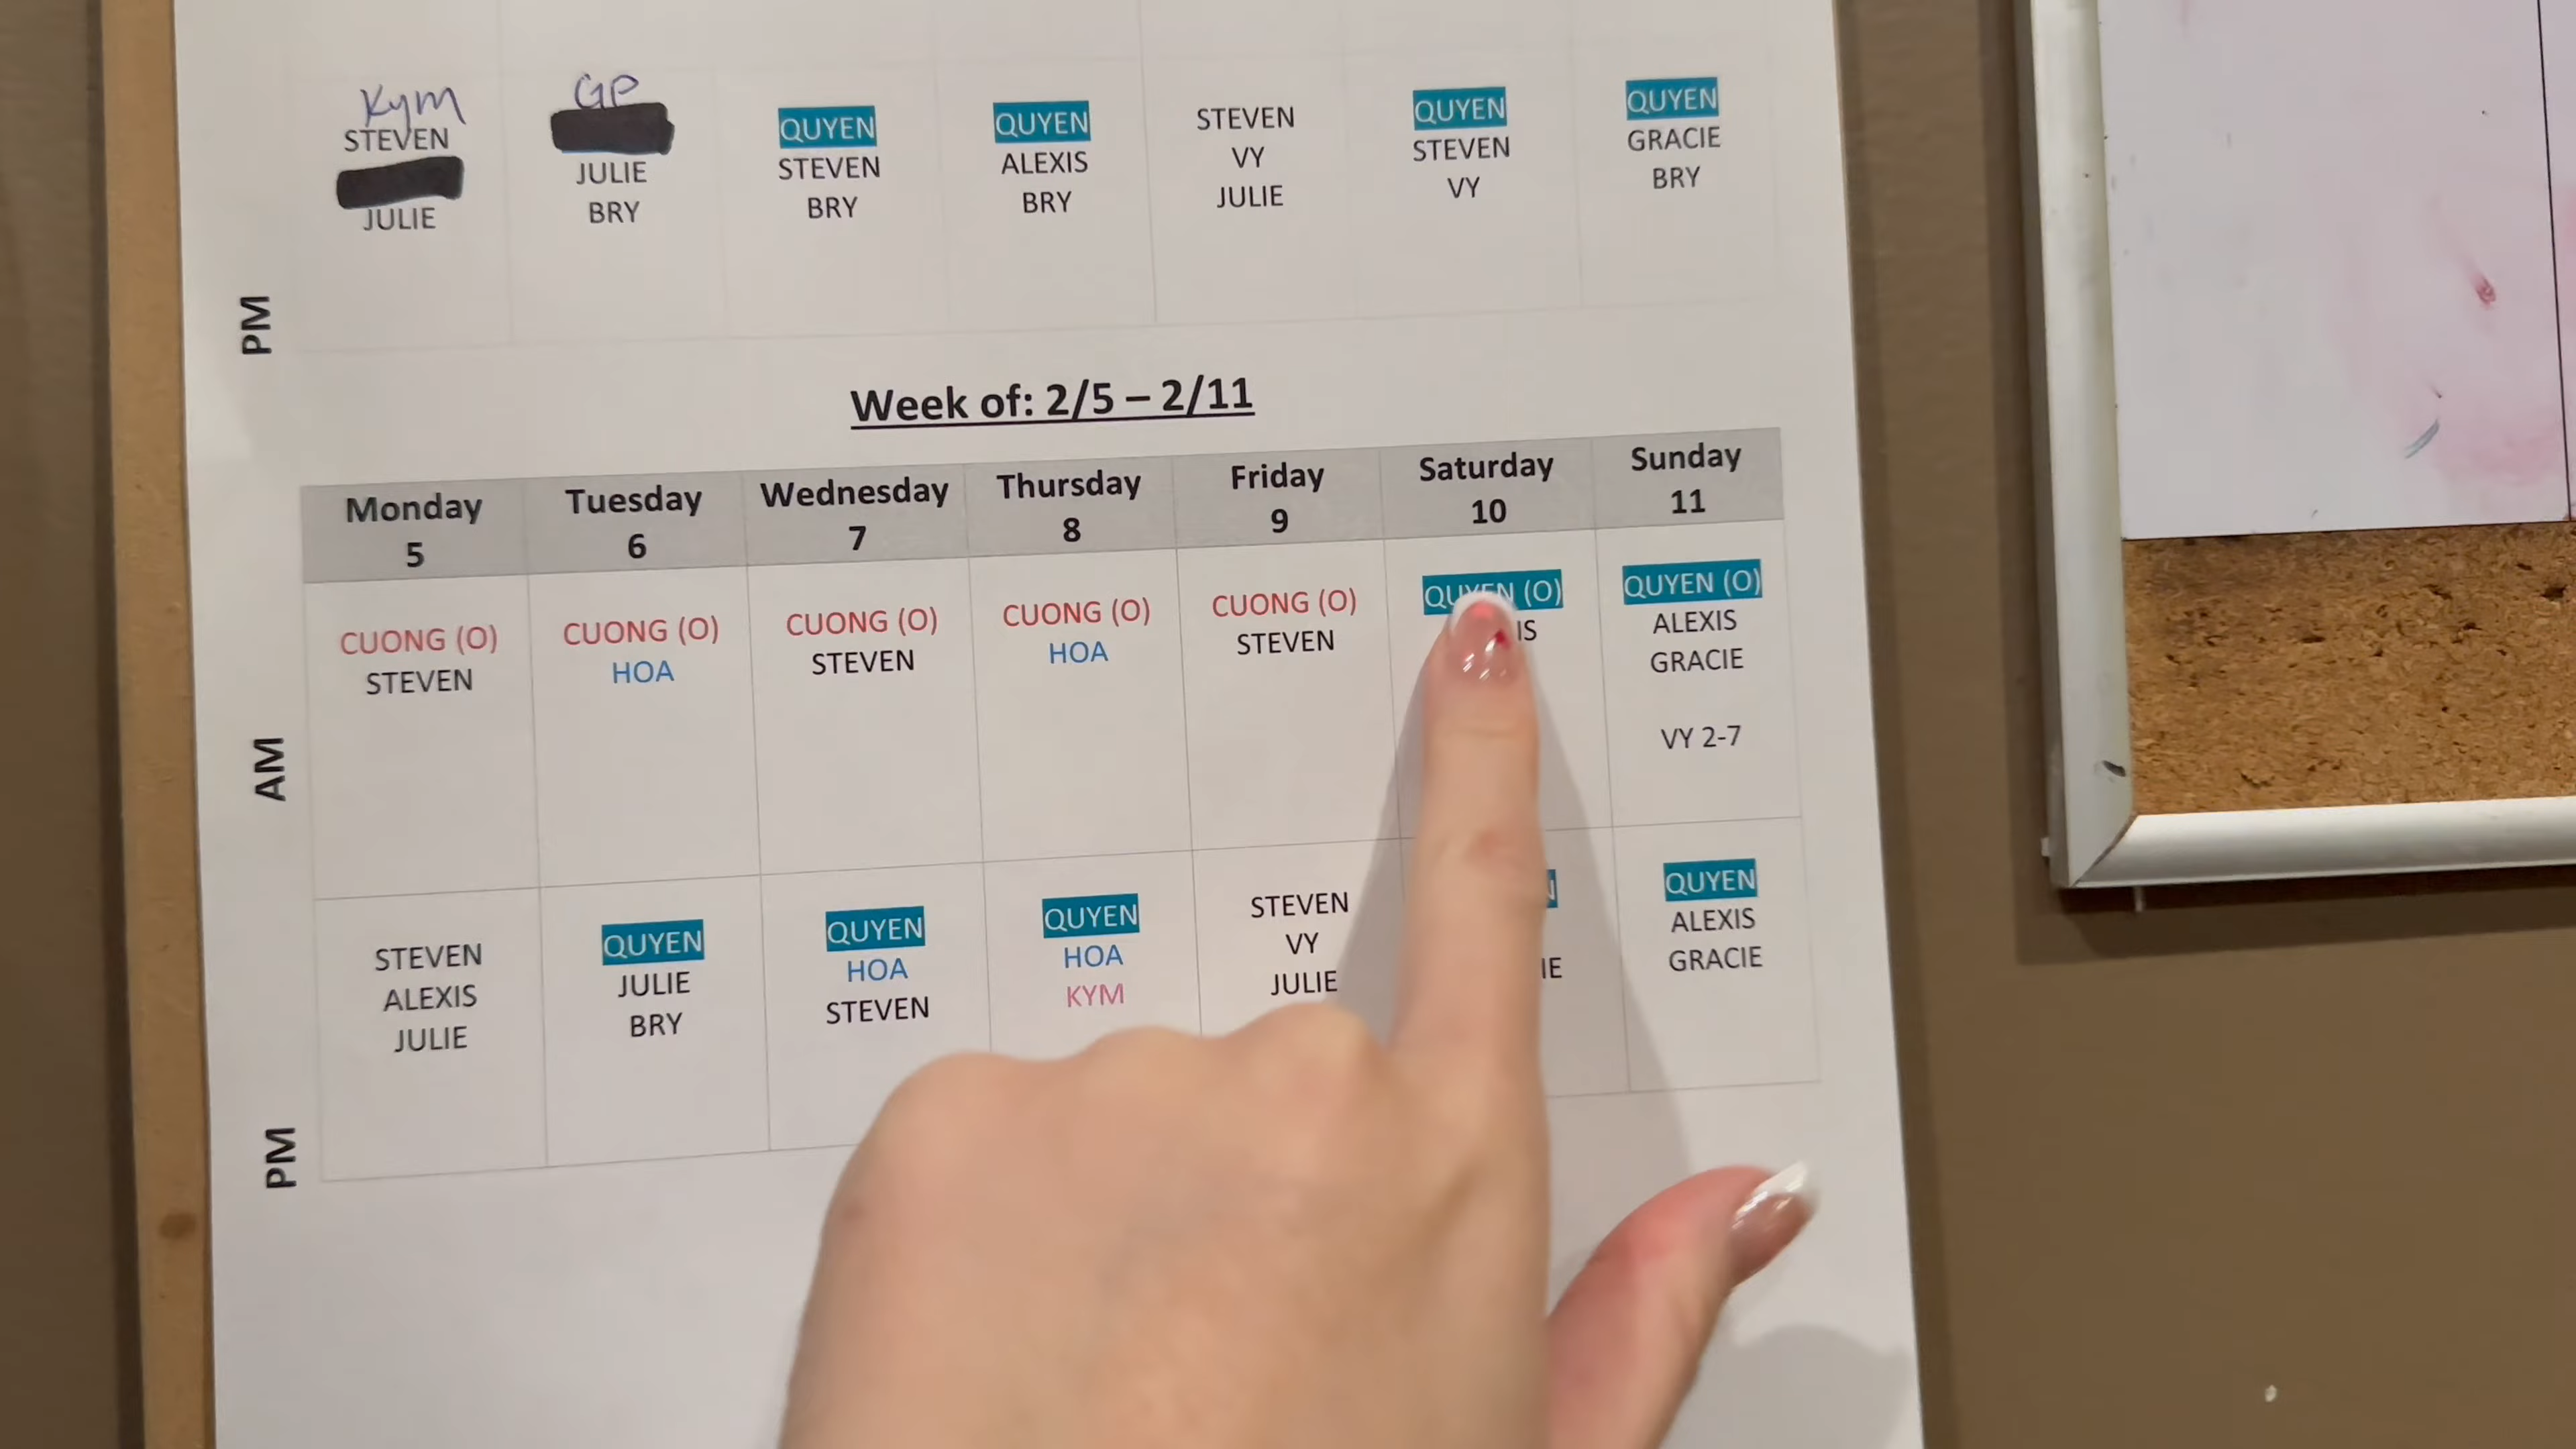 Kym
STEVEN
JULIE
GP
JULIE
BRY
QUYEN
STEVEN
BRY
QUYEN
ALEXIS
BRY
STEVEN
VY
JULIE
QUYEN
STEVEN
VY
QUYEN
GRACIE
BRY
PM
Week of: 2/5 – 2/11
Monday
5
Tuesday
6
Wednesday
7
Thursday
8
Friday
9
Saturday
10
Sunday
11
AM
CUONG (O)
STEVEN
CUONG (O)
HOA
CUONG (O)
STEVEN
CUONG (O)
HOA
CUONG (O)
STEVEN
QUYEN (O)
QUYEN (O)
ALEXIS
GRACIE
VY 2-7
PM
STEVEN
ALEXIS
JULIE
QUYEN
JULIE
BRY
QUYEN
HOA
STEVEN
QUYEN
HOA
KYM
STEVEN
VY
JULIE
QUYEN
ALEXIS
GRACIE